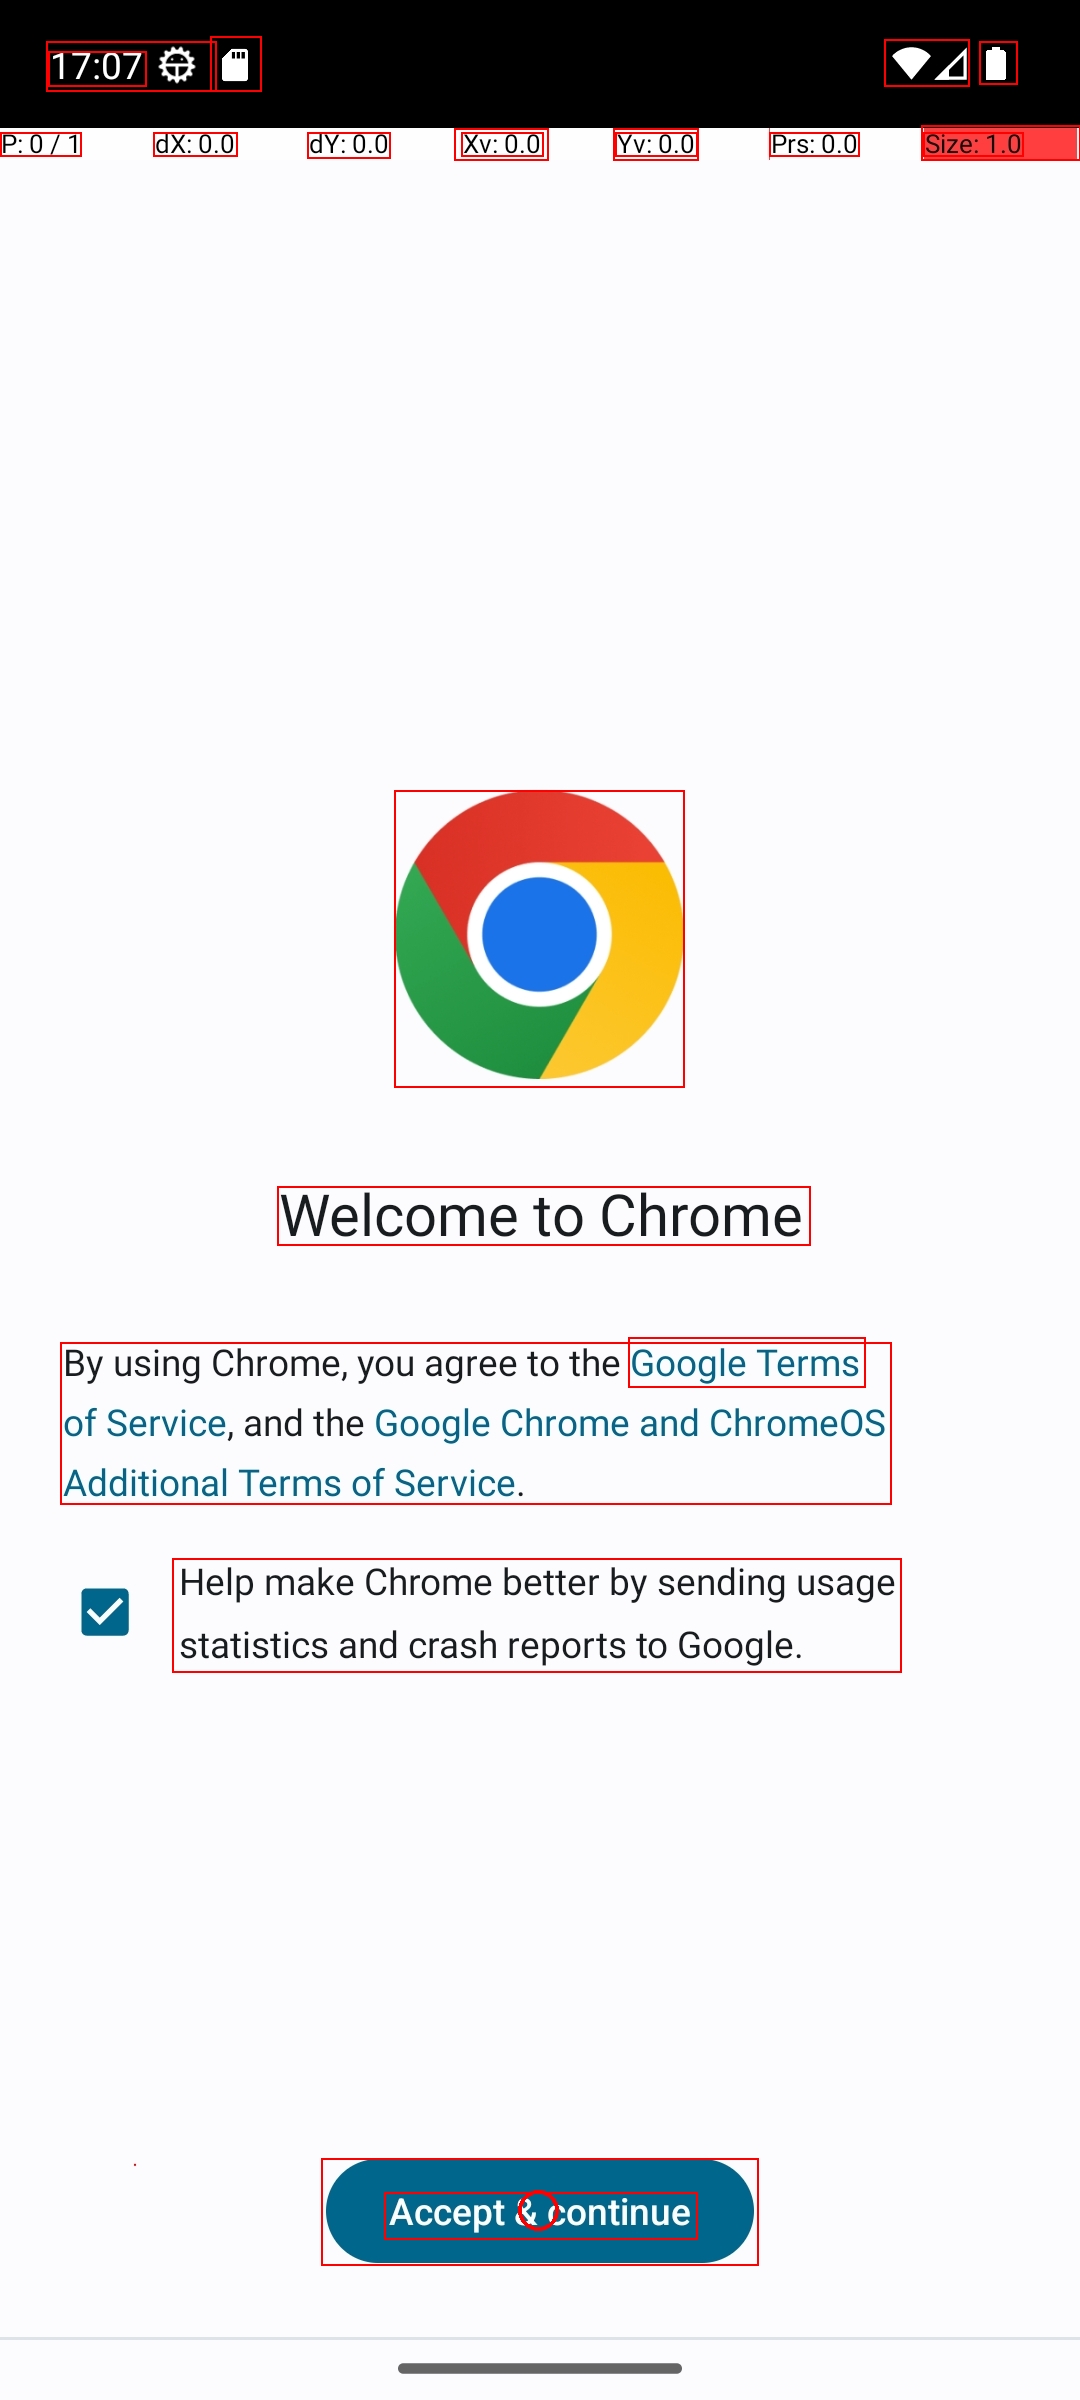 17:07
P: 0 / 1 dX: 0.0 dY: 0.0 Xv: 0.0 Yv: 0.0 Prs: 0.0 Size: 1.0
Welcome to Chrome
By using Chrome, you agree to the Google Terms
of Service, and the Google Chrome and ChromeOS
Additional Terms of Service.
Help make Chrome better by sending usage
statistics and crash reports to Google.
Accept & continue